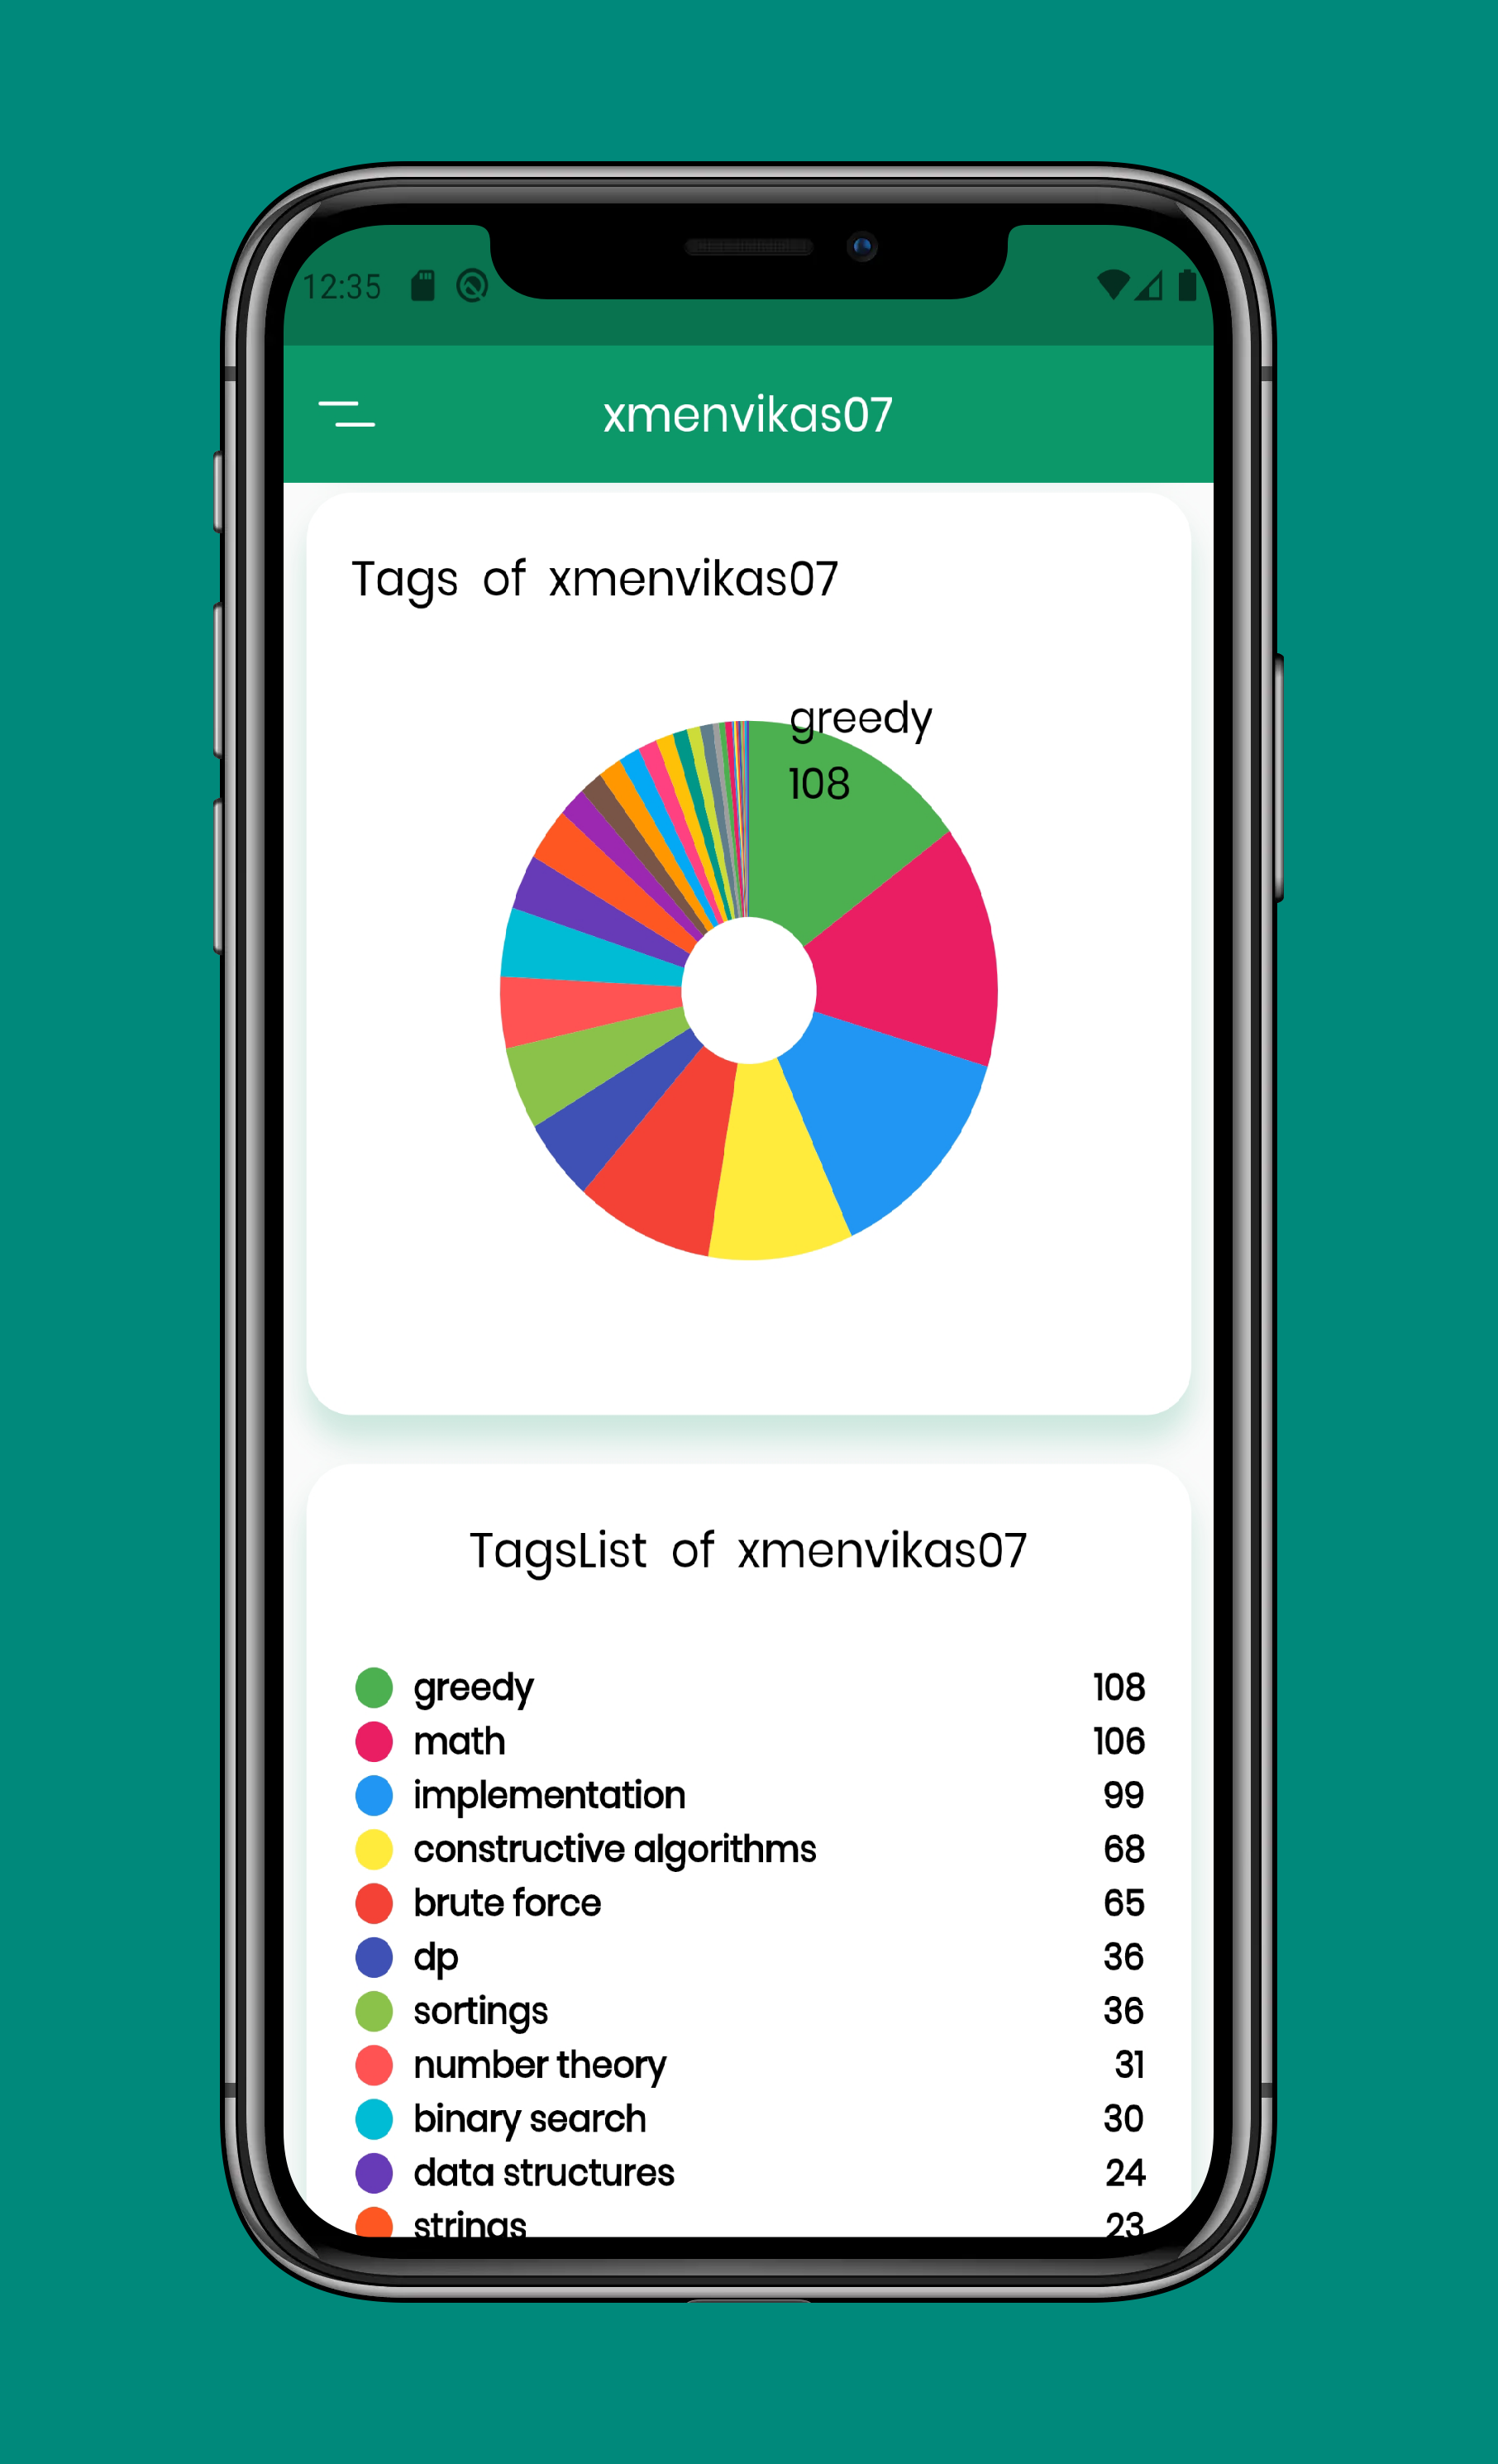 12:35
xmenvikas07
Tags of xmenvikas07
greedy
108
TagsList of xmenvikas07
greedy 108
math 106
implementation 99
constructive algorithms 68
brute force 65
dp 36
sortings 36
number theory 31
binary search 30
data structures 24
strings 23